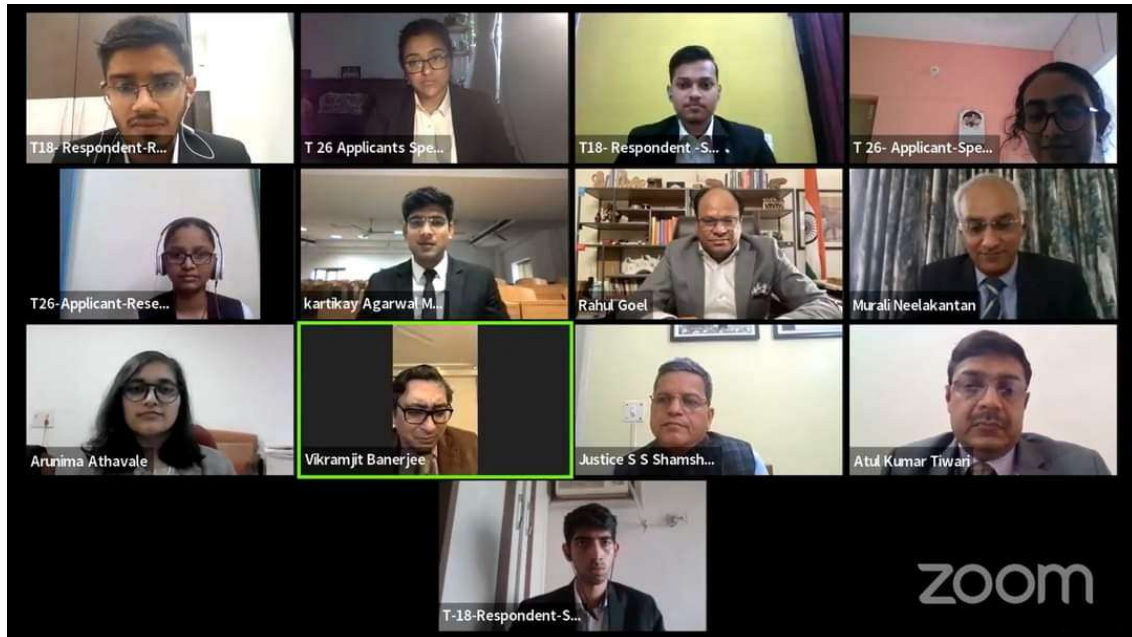 T18- Respondent-R...
T 26 Applicants Spe...
T18- Respondent -S...
T 26- Applicant-Spe...
T26-Applicant-Rese...
kartikay Agarwal M...
Rahul Goel
Murali Neelakantan
Arunima Athavale
Vikramjit Banerjee
Justice S S Shamsh...
Atul Kumar Tiwari
T-18-Respondent-S...
zoom